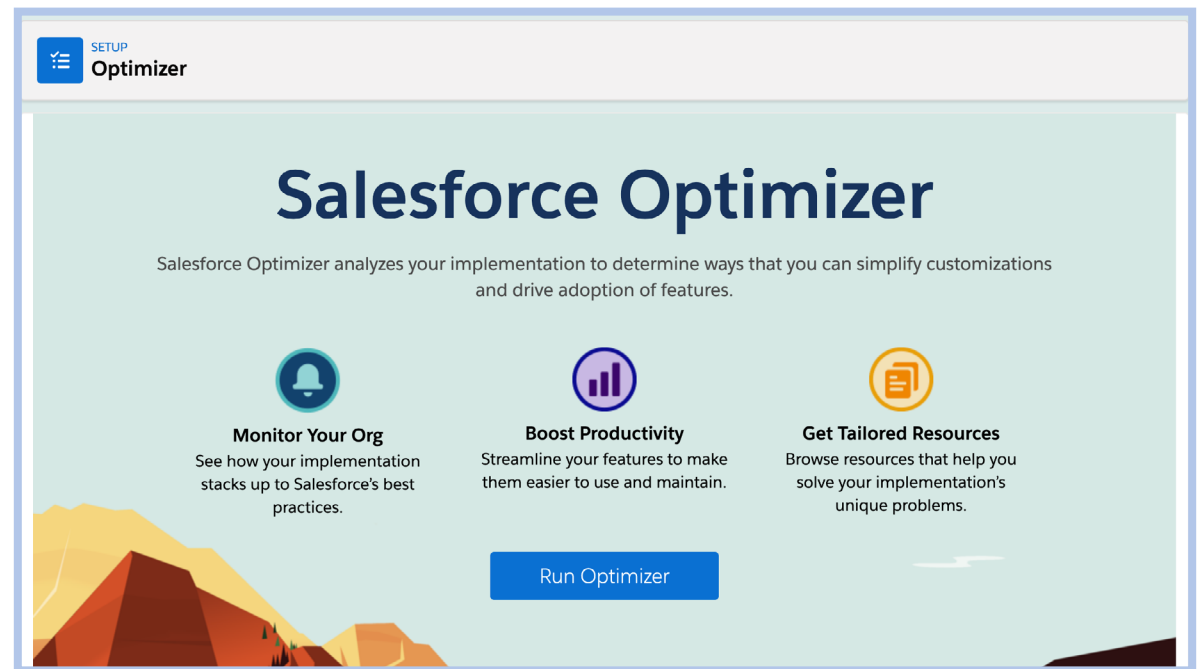 SETUP
Optimizer
Salesforce Optimizer
Salesforce Optimizer analyzes your implementation to determine ways that you can simplify customizations
and drive adoption of features.
Monitor Your Org
See how your implementation
stacks up to Salesforce’s best
practices.
Boost Productivity
Streamline your features to make
them easier to use and maintain.
Get Tailored Resources
Browse resources that help you
solve your implementation’s
unique problems.
Run Optimizer